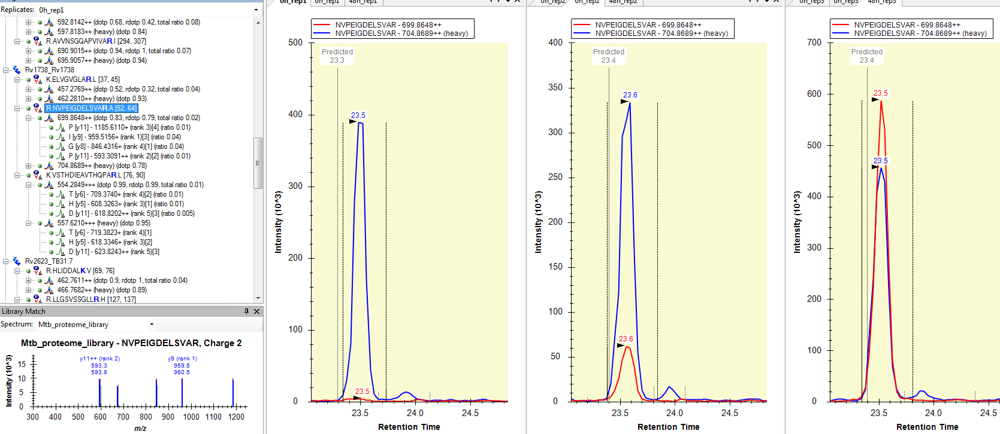 Replicates: 0h_rep1
592.8142++ (dotp 0.68, rdotp 0.42, total ratio 0.08)
597.8183++ (heavy) (dotp 0.84)
R.AVVNSGQAPVIVAR.I [294, 307]
690.9015++ (dotp 0.94, rdotp 1, total ratio 0.07)
695.9057++ (heavy) (dotp 0.94)
Rv1738_Rv1738
K.ELVGVGLAR.L [37, 45]
457.2769++ (dotp 0.52, rdotp 0.32, total ratio 0.04)
462.2810++ (heavy) (dotp 0.93)
R.NVPEIGDELSVAR.A [52, 64]
699.8648++ (dotp 0.83, rdotp 0.79, total ratio 0.02)
P [y11] - 1185.6110+ (rank 3)[4] (ratio 0.01)
I [y9] - 959.5156+ (rank 1)[3] (ratio 0.04)
G [y8] - 846.4316+ (rank 4)[1] (ratio 0.04)
P [y11] - 593.3091++ (rank 2)[2] (ratio 0.01)
704.8689++ (heavy) (dotp 0.78)
K.VSTHDIEAVTHQPAR.L [76, 90]
554.2849+++ (dotp 0.99, rdotp 0.99, total ratio 0.01)
T [y6] - 709.3740+ (rank 4)[2] (ratio 0.01)
H [y5] - 608.3263+ (rank 3)[1] (ratio 0.01)
D [y11] - 618.8202++ (rank 5)[3] (ratio 0.005)
557.6210+++ (heavy) (dotp 0.95)
T [y6] - 719.3823+ (rank 4)[1]
H [y5] - 618.3346+ (rank 3)[2]
D [y11] - 623.8243++ (rank 5)[3]
Rv2623_TB31.7
R.HLIDDALK.V [69, 76]
462.7611++ (dotp 0.9, rdotp 1, total ratio 0.04)
466.7682++ (heavy) (dotp 0.89)
R.LLGSVSSGLLR.H [127, 137]
Library Match
Spectrum: Mtb_proteome_library
Mtb_proteome_library - NVPEIGDELSVAR, Charge 2
y11++ (rank 2)
593.3
593.8
y9 (rank 1)
959.5
960.5
Intensity (10^3)
15
10
5
0
300 400 500 600 700 800 900 1000 1100 1200
m/z
0h_rep1 6h_rep1 48h_rep1
NVPEIGDELSVAR - 699.8648++
NVPEIGDELSVAR - 704.8689++ (heavy)
Predicted
23.3
23.5
23.5
Intensity (10^3)
500
400
300
200
100
0
23.5 24.0 24.5
Retention Time
0h_rep2 6h_rep2 48h_rep2
NVPEIGDELSVAR - 699.8648++
NVPEIGDELSVAR - 704.8689++ (heavy)
Predicted
23.4
23.6
23.6
Intensity (10^3)
400
350
300
250
200
150
100
50
0
23.5 24.0 24.5
Retention Time
0h_rep3 6h_rep3 48h_rep3
NVPEIGDELSVAR - 699.8648++
NVPEIGDELSVAR - 704.8689++ (heavy)
Predicted
23.4
23.5
23.5
Intensity (10^3)
700
600
500
400
300
200
100
0
23.5 24.0 24.5
Retention Time